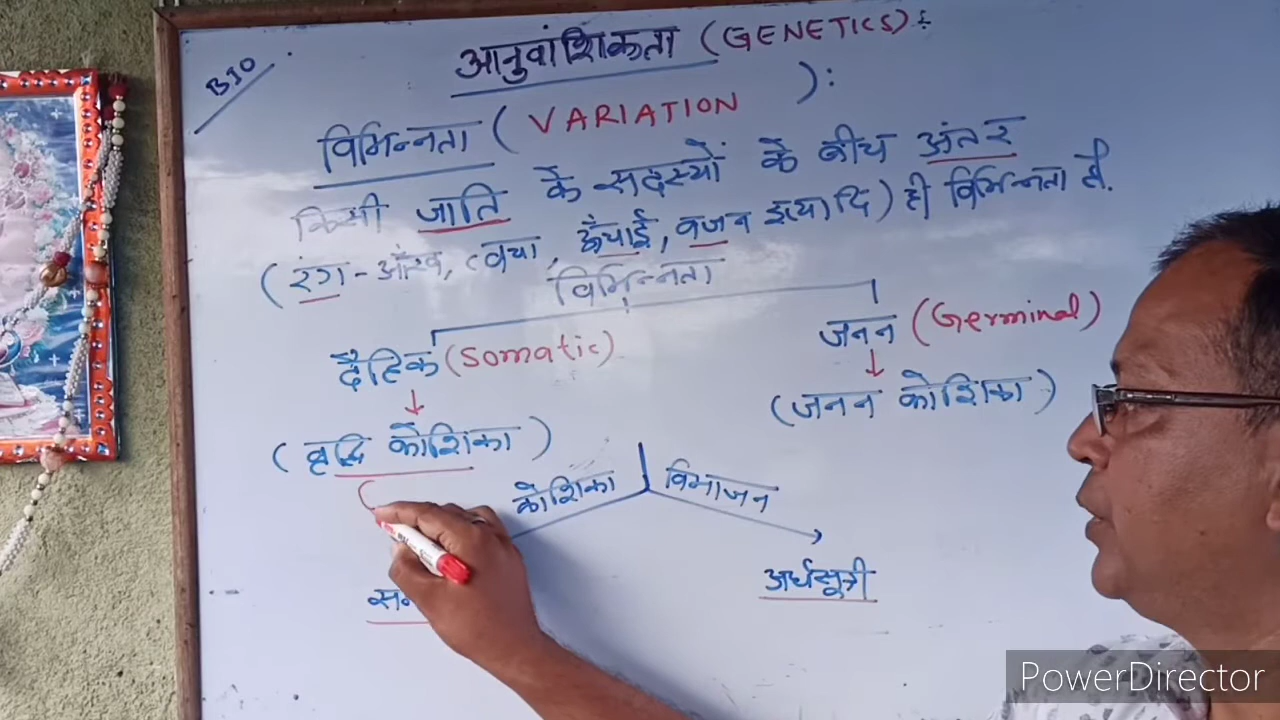 BIO
आनुवांशिकता (GENETICS):
विभिन्नता (VARIATION ):
किसी जाति के सदस्यों के बीच अंतर
(रंग - आँख, त्वचा, ऊँचाई, वजन इत्यादि) ही विभिन्नता है.
विभिन्नता
दैहिक (Somatic) जनन (Germinal)
(वृद्धि कोशिका) (जनन कोशिका)
कोशिका विभाजन
अर्धसूत्री
PowerDirector